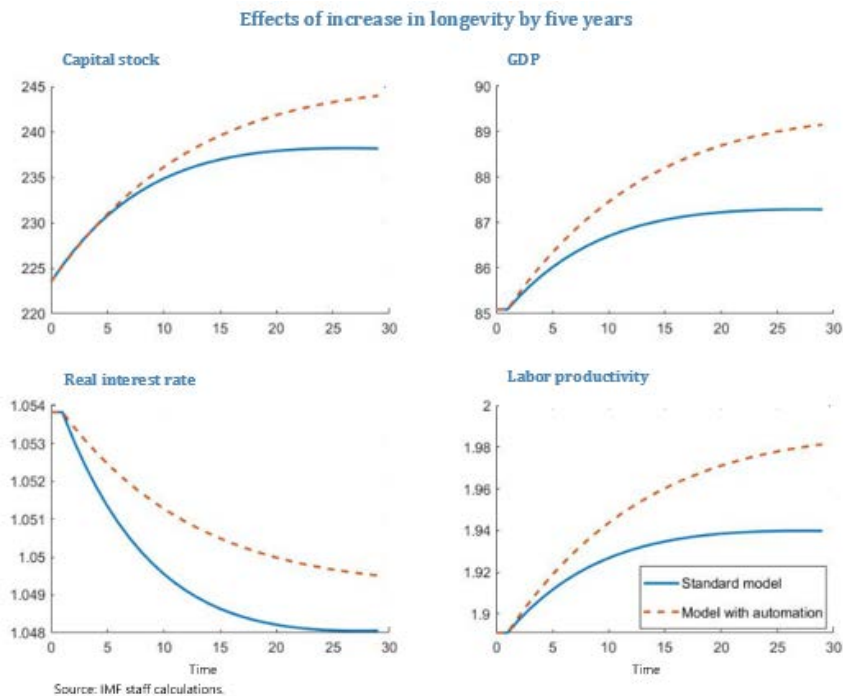 Effects of increase in longevity by five years
Capital stock
245
240
235
230
225
220
0 5 10 15 20 25 30
GDP
90
89
88
87
86
85
0 5 10 15 20 25 30
Real interest rate
1.054
1.053
1.052
1.051
1.05
1.049
1.048
0 5 10 15 20 25 30
Time
Labor productivity
2
1.98
1.96
1.94
1.92
1.9
Standard model
Model with automation
0 5 10 15 20 25 30
Time
Source: IMF staff calculations.